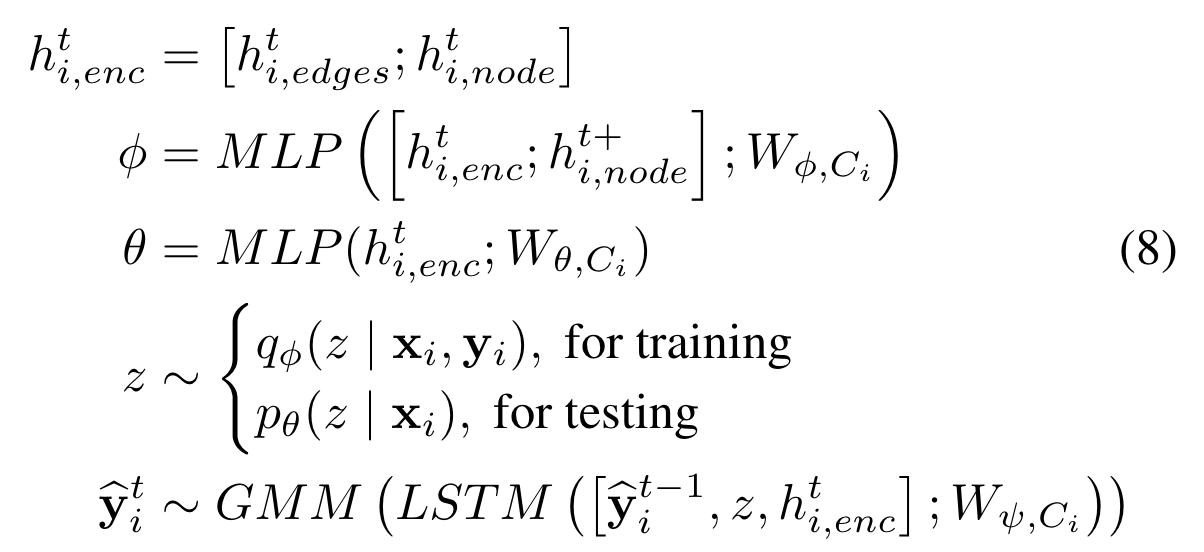 h^t_{i,enc} = [h^t_{i,edges}; h^t_{i,node}]
ϕ = MLP ([h^t_{i,enc}; h^{t+}_{i,node}] ; W_{ϕ,C_i})
θ = MLP(h^t_{i,enc}; W_{θ,C_i}) (8)
z ∼ { q_ϕ(z | x_i, y_i), for training
p_θ(z | x_i), for testing
ŷ^t_i ∼ GMM (LSTM ([ŷ^{t−1}_i, z, h^t_{i,enc}] ; W_{ψ,C_i}))